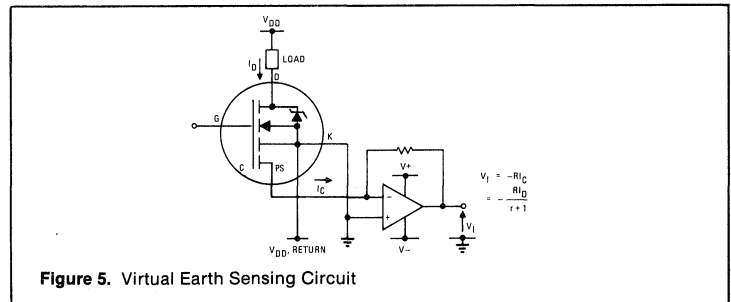 VDD
ID
LOAD
D
G
K
C
PS
IC
V+
−
+
V−
VI
VDD, RETURN
VI = −RIC
= − RID
r + 1
Figure 5. Virtual Earth Sensing Circuit